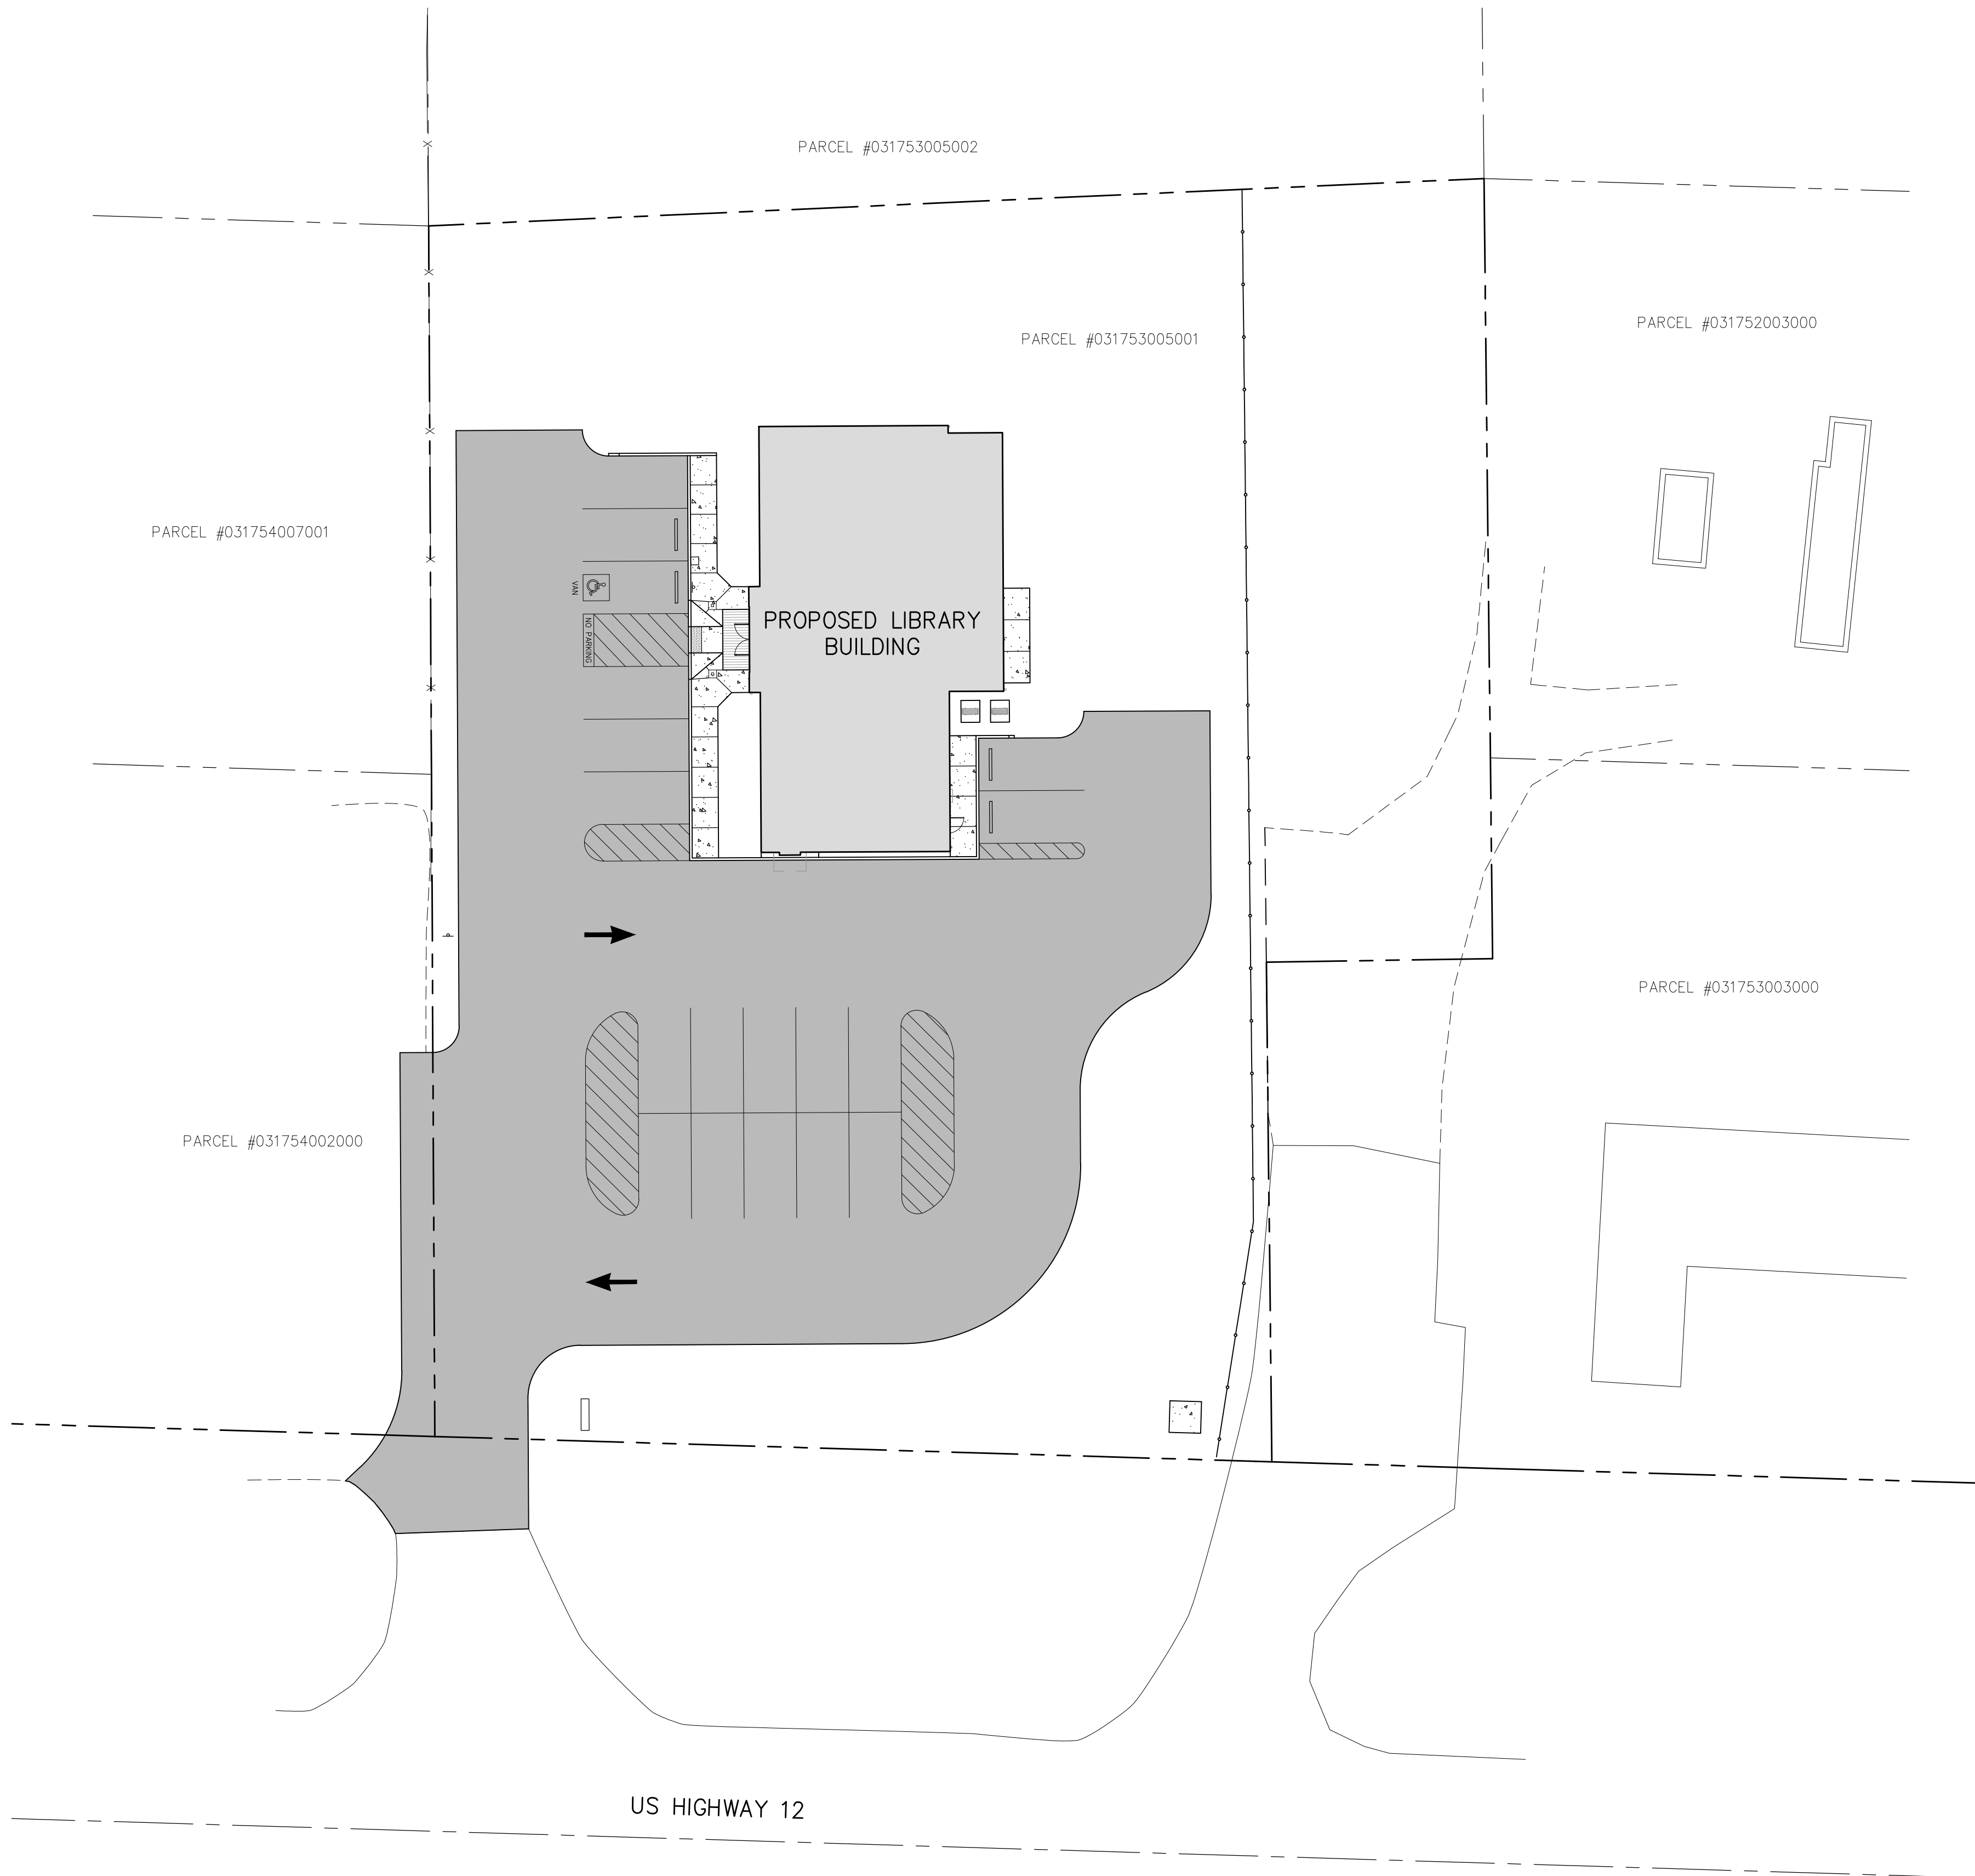 PARCEL #031753005002
PARCEL #031753005001
PARCEL #031752003000
PARCEL #031754007001
VAN
NO PARKING
PROPOSED LIBRARY
BUILDING
PARCEL #031753003000
PARCEL #031754002000
US HIGHWAY 12